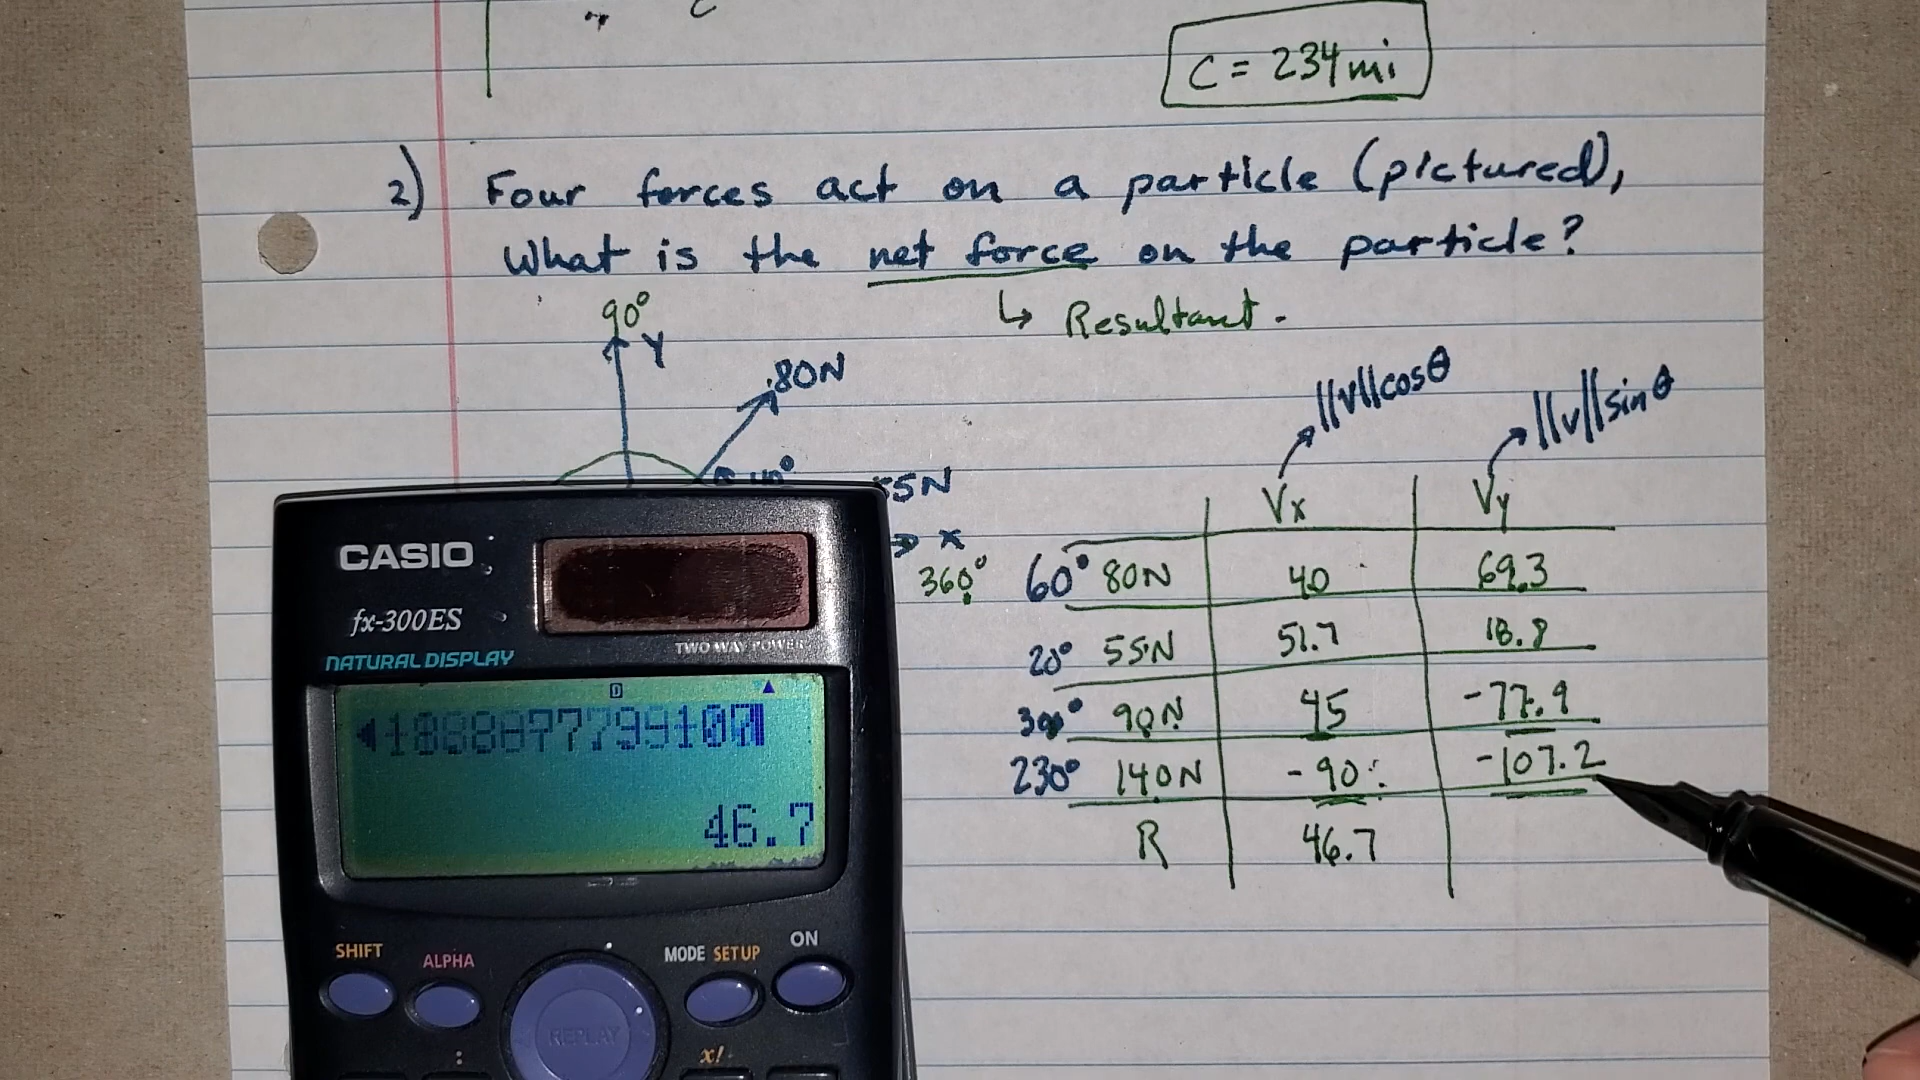 C = 234mi
2) Four forces act on a particle (pictured),
What is the net force on the particle?
↳ Resultant.
90°
Y
80N
55N
x
360°
||v||cosθ
||v||sinθ
Vx Vy
60° 80N 40 69.3
20° 55N 51.7 18.8
300° 90N 45 -77.9
230° 140N -90 -107.2
R 46.7
CASIO
fx-300ES
TWO WAY POWER
NATURAL DISPLAY
D
46.7
SHIFT ALPHA MODE SETUP ON
REPLAY
: x!